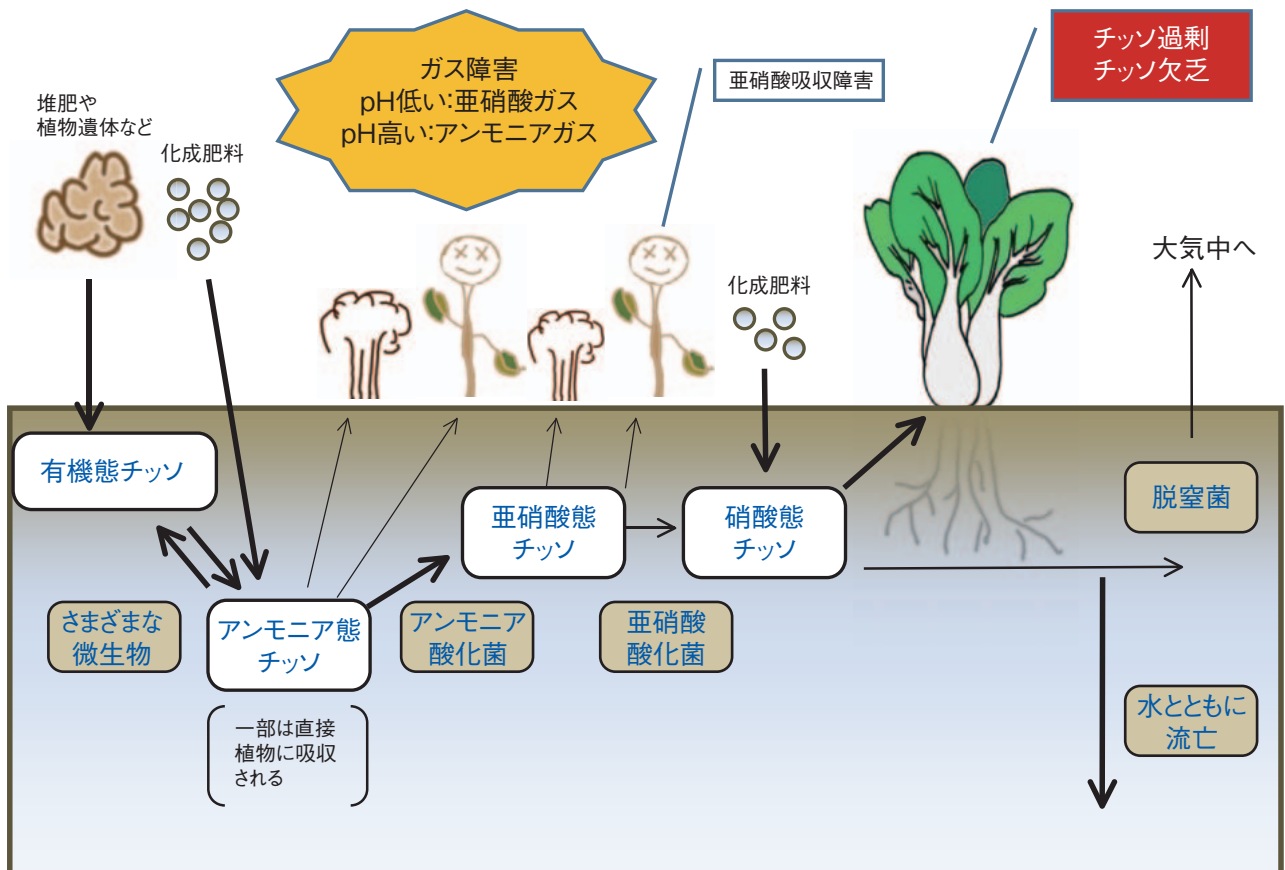 ガス障害
pH低い:亜硝酸ガス
pH高い:アンモニアガス
亜硝酸吸収障害
チッソ過剰
チッソ欠乏
堆肥や
植物遺体など
化成肥料
化成肥料
大気中へ
有機態チッソ
亜硝酸態
チッソ
硝酸態
チッソ
脱窒菌
さまざまな
微生物
アンモニア態
チッソ
アンモニア
酸化菌
亜硝酸
酸化菌
水とともに
流亡
一部は直接
植物に吸収
される